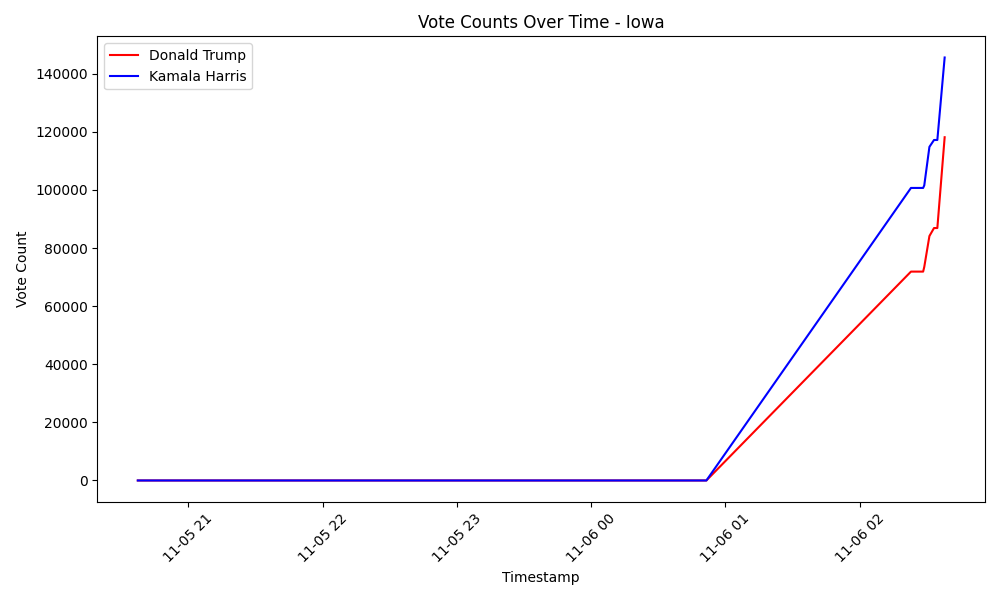 Vote Counts Over Time - Iowa
Donald Trump
Kamala Harris
Vote Count
140000
120000
100000
80000
60000
40000
20000
0
11-05 21
11-05 22
11-05 23
11-06 00
11-06 01
11-06 02
Timestamp